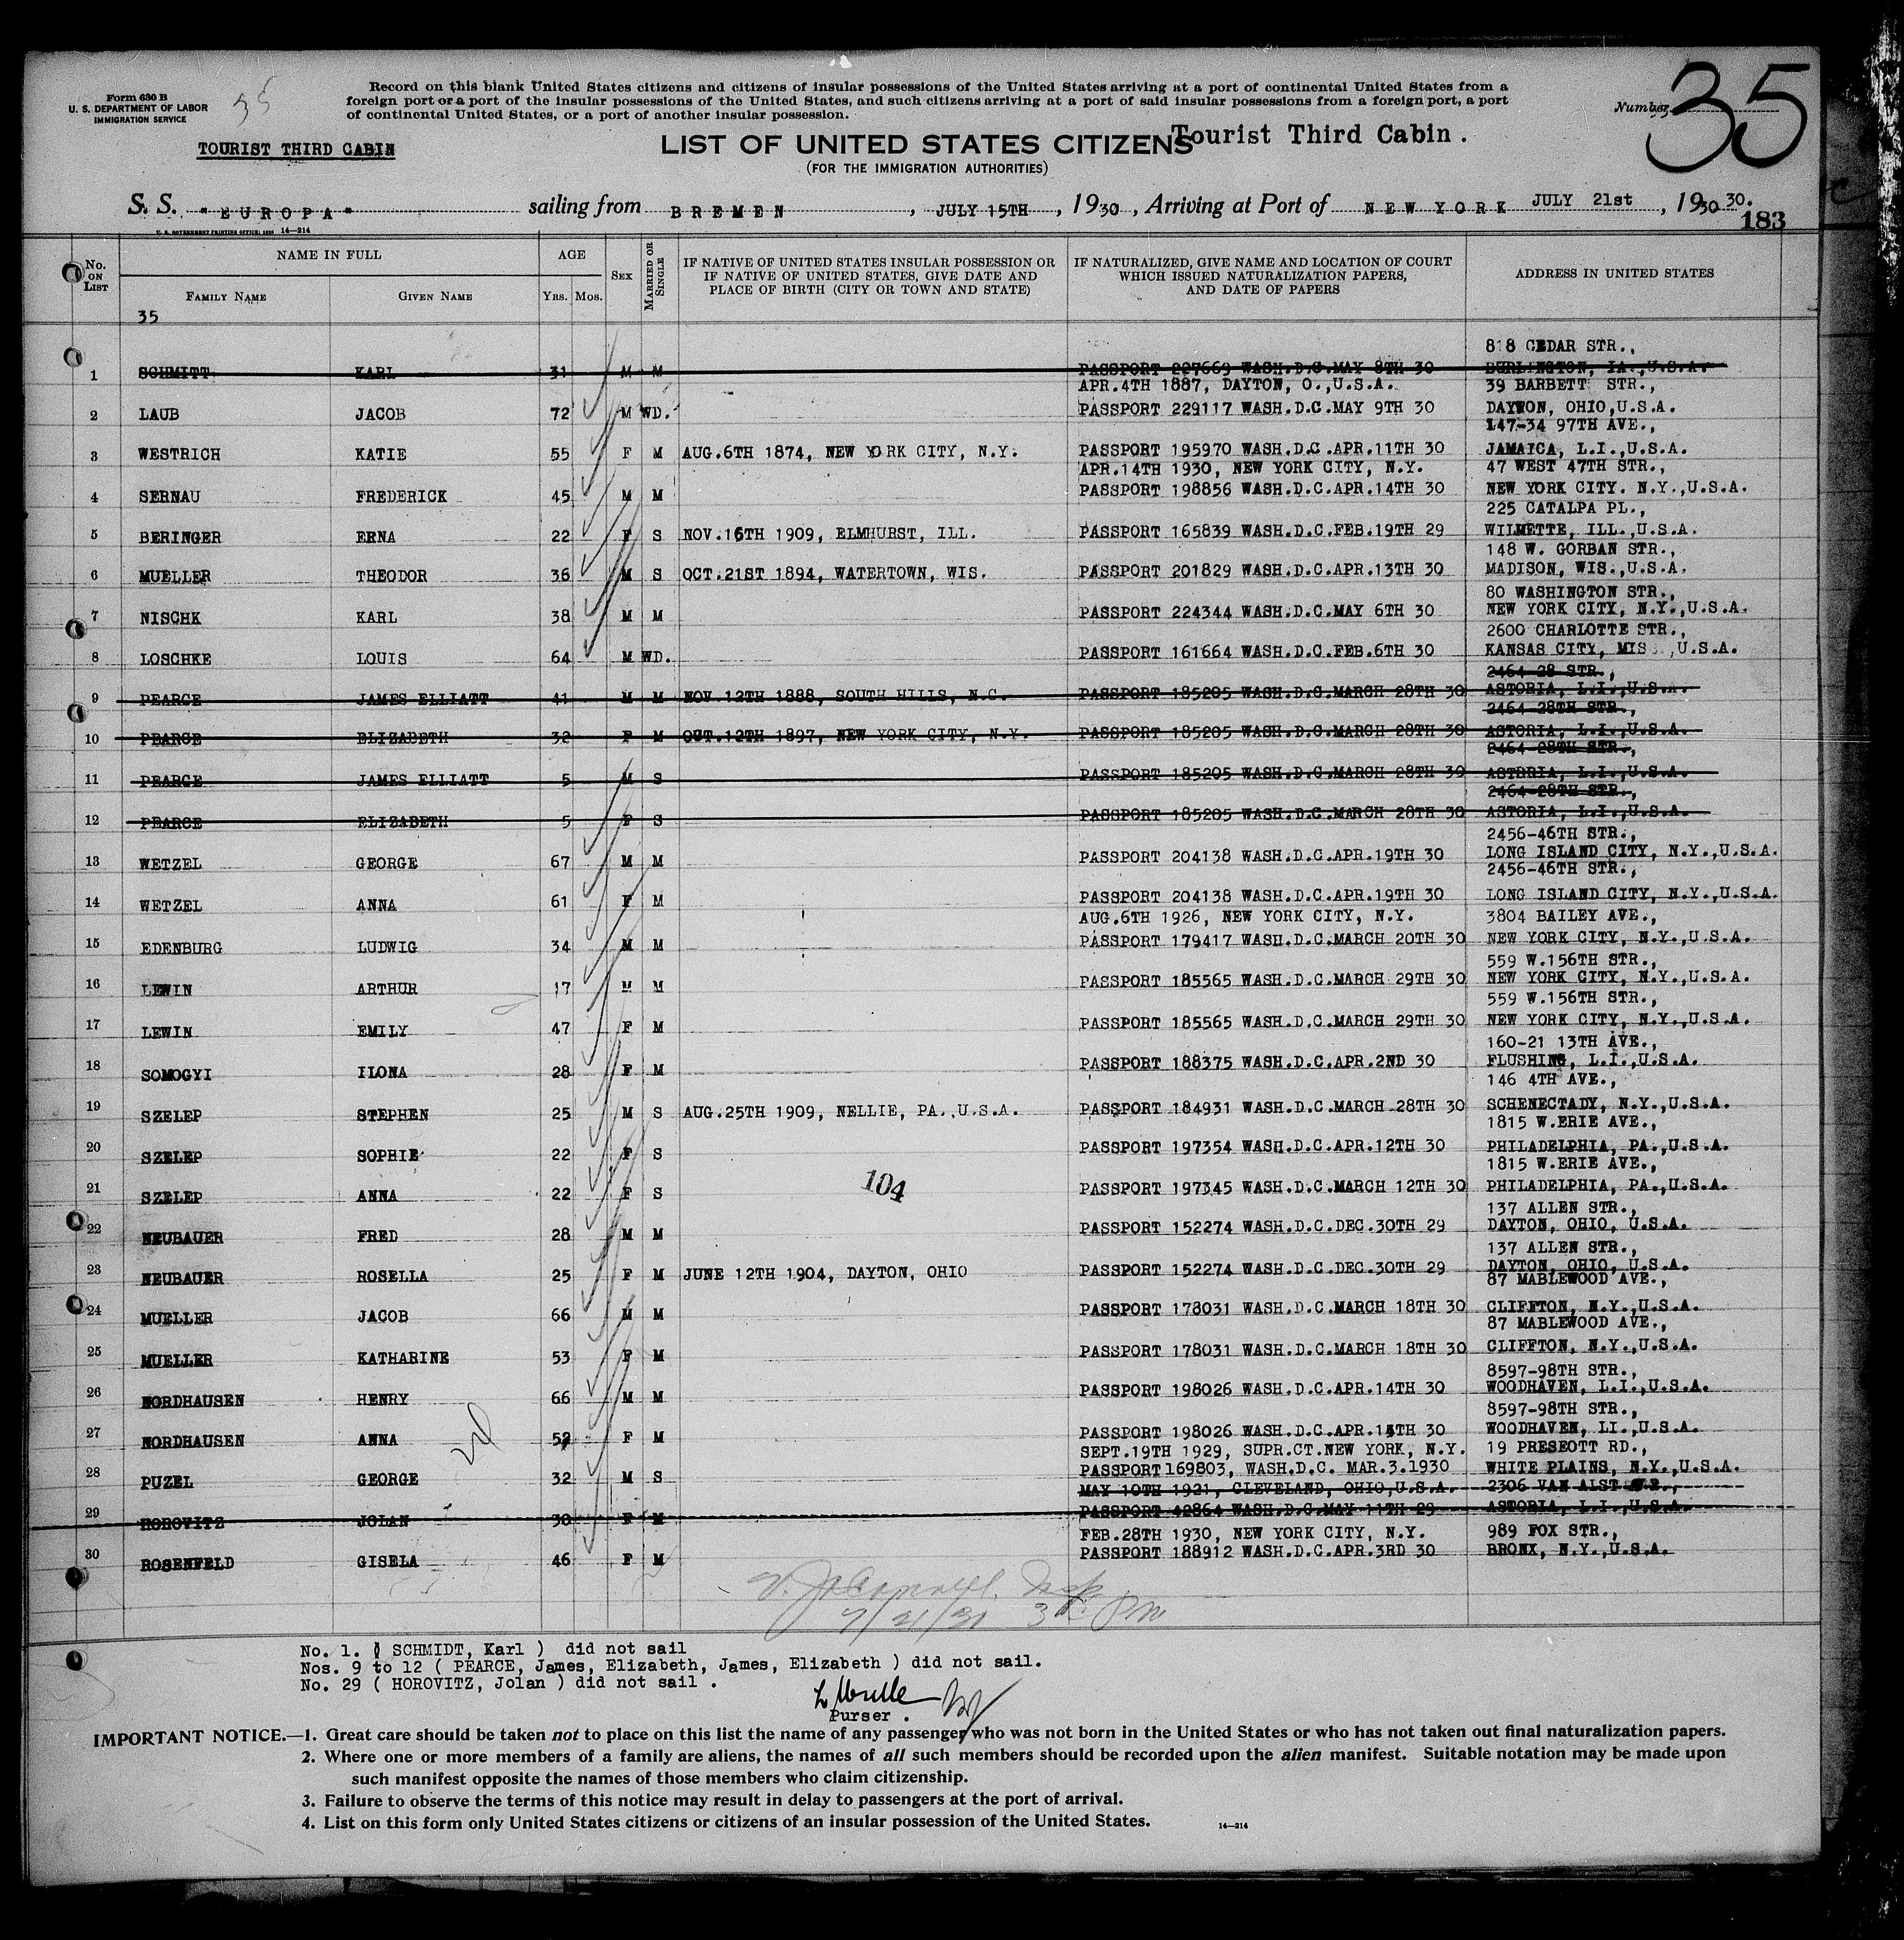 Form 630 B
U. S. DEPARTMENT OF LABOR
IMMIGRATION SERVICE
35
Record on this blank United States citizens and citizens of insular possessions of the United States arriving at a port of continental United States from a
foreign port or a port of the insular possessions of the United States, and such citizens arriving at a port of said insular possessions from a foreign port, a port
of continental United States, or a port of another insular possession.
Number 35
TOURIST THIRD CABIN
LIST OF UNITED STATES CITIZENS Tourist Third Cabin .
(FOR THE IMMIGRATION AUTHORITIES)
S. S. "EUROPA" sailing from BREMEN , JULY 15TH , 1930 , Arriving at Port of NEW YORK JULY 21st , 1930 30.
U. S. GOVERNMENT PRINTING OFFICE: 14—214
183
No. ON LIST NAME IN FULL AGE SEX MARRIED OR SINGLE IF NATIVE OF UNITED STATES INSULAR POSSESSION OR IF NATIVE OF UNITED STATES, GIVE DATE AND PLACE OF BIRTH (CITY OR TOWN AND STATE) IF NATURALIZED, GIVE NAME AND LOCATION OF COURT WHICH ISSUED NATURALIZATION PAPERS, AND DATE OF PAPERS ADDRESS IN UNITED STATES
FAMILY NAME GIVEN NAME YRS. MOS.
35
818 CEDAR STR.,
1 SCHMITT KARL 31 M M PASSPORT 227669 WASH.D.C.MAY 8TH 30 BURLINGTON, IA.,U.S.A.
APR.4TH 1887, DAYTON, O.,U.S.A. 39 BARBETT STR.,
2 LAUB JACOB 72 M WD. PASSPORT 229117 WASH.D.C.MAY 9TH 30 DAYTON, OHIO,U.S.A.
147-34 97TH AVE.,
3 WESTRICH KATIE 55 F M AUG.6TH 1874, NEW YORK CITY, N.Y. PASSPORT 195970 WASH.D.C.APR.11TH 30 JAMAICA, L.I.,U.S.A.
APR.14TH 1930, NEW YORK CITY, N.Y. 47 WEST 47TH STR.,
4 SERNAU FREDERICK 45 M M PASSPORT 198856 WASH.D.C.APR.14TH 30 NEW YORK CITY. N.Y.,U.S.A.
225 CATALPA PL.,
5 BERINGER ERNA 22 F S NOV.16TH 1909, ELMHURST, ILL. PASSPORT 165839 WASH.D.C.FEB.19TH 29 WILMETTE, ILL.,U.S.A.
148 W. GORBAN STR.,
6 MUELLER THEODOR 36 M S OCT.21ST 1894, WATERTOWN, WIS. PASSPORT 201829 WASH.D.C.APR.13TH 30 MADISON, WIS.,U.S.A.
80 WASHINGTON STR.,
7 NISCHK KARL 38 M M PASSPORT 224344 WASH.D.C.MAY 6TH 30 NEW YORK CITY, N.Y.,U.S.A.
2600 CHARLOTTE STR.,
8 LOSCHKE LOUIS 64 M WD. PASSPORT 161664 WASH.D.C.FEB.6TH 30 KANSAS CITY, MIS ,U.S.A.
2464-28 STR.,
9 PEARCE JAMES ELLIATT 41 M M NOV 12TH 1888, SOUTH HILLS, N.C. PASSPORT 185205 WASH.D.C.MARCH 28TH 30 ASTORIA, L.I.,U.S.A.
2464-28TH STR.,
10 PEARCE ELIZABETH 32 F M OCT.12TH 1897, NEW YORK CITY, N.Y. PASSPORT 185205 WASH.D.C.MARCH 28TH 30 ASTORIA, L.I.,U.S.A.
2464-28TH STR.,
11 PEARCE JAMES ELLIATT 5 M S PASSPORT 185205 WASH.D.C.MARCH 28TH 30 ASTORIA, L.I.,U.S.A.
2464-28TH STR.,
12 PEARCE ELIZABETH 5 F S PASSPORT 185205 WASH.D.C.MARCH 28TH 30 ASTORIA, L.I.,U.S.A.
2456-46TH STR.,
13 WETZEL GEORGE 67 M M PASSPORT 204138 WASH.D.C.APR.19TH 30 LONG ISLAND CITY, N.Y.,U.S.A.
2456-46TH STR.,
14 WETZEL ANNA 61 F M PASSPORT 204138 WASH.D.C.APR.19TH 30 LONG ISLAND CITY, N.Y.,U.S.A.
AUG.6TH 1926, NEW YORK CITY, N.Y. 3804 BAILEY AVE.,
15 EDENBURG LUDWIG 34 M M PASSPORT 179417 WASH.D.C.MARCH 20TH 30 NEW YORK CITY, N.Y.,U.S.A.
559 W.156TH STR.,
16 LEWIN ARTHUR 17 M M PASSPORT 185565 WASH.D.C.MARCH 29TH 30 NEW YORK CITY, N.Y.,U.S.A.
559 W.156TH STR.,
17 LEWIN EMILY 47 F M PASSPORT 185565 WASH.D.C.MARCH 29TH 30 NEW YORK CITY, N.Y.,U.S.A.
160-21 13TH AVE.,
18 SOMOGYI ILONA 28 F M PASSPORT 188375 WASH.D.C.APR.2ND 30 FLUSHING, L.I.,U.S.A.
146 4TH AVE.,
19 SZELEP STEPHEN 25 M S AUG.25TH 1909, NELLIE, PA.,U.S.A. PASSPORT 184931 WASH.D.C.MARCH 28TH 30 SCHENECTADY, N.Y.,U.S.A.
1815 W.ERIE AVE.,
20 SZELEP SOPHIE 22 F S PASSPORT 197354 WASH.D.C.APR.12TH 30 PHILADELPHIA, PA.,U.S.A.
1815 W.ERIE AVE.,
21 SZELEP ANNA 22 F S 104 PASSPORT 197345 WASH.D.C.MARCH 12TH 30 PHILADELPHIA, PA.,U.S.A.
137 ALLEN STR.,
22 NEUBAUER FRED 28 M M PASSPORT 152274 WASH.D.C.DEC.30TH 29 DAYTON, OHIO, U.S.A.
137 ALLEN STR.,
23 NEUBAUER ROSELLA 25 F M JUNE 12TH 1904, DAYTON, OHIO PASSPORT 152274 WASH.D.C.DEC.30TH 29 DAYTON, OHIO, U.S.A.
87 MABLEWOOD AVE.,
24 MUELLER JACOB 66 M M PASSPORT 178031 WASH.D.C.MARCH 18TH 30 CLIFFTON, N.Y.,U.S.A.
87 MABLEWOOD AVE.,
25 MUELLER KATHARINE 53 F M PASSPORT 178031 WASH.D.C.MARCH 18TH 30 CLIFFTON, N.Y.,U.S.A.
8597-98TH STR.,
26 NORDHAUSEN HENRY 66 M M PASSPORT 198026 WASH.D.C.APR.14TH 30 WOODHAVEN, L.I.,U.S.A.
8597-98TH STR.,
27 NORDHAUSEN ANNA 52 F M PASSPORT 198026 WASH.D.C.APR.14TH 30 WOODHAVEN, LI.,U.S.A.
SEPT.19TH 1929, SUPR.CT.NEW YORK, N.Y. 19 PRESEOTT RD.,
28 PUZEL GEORGE 32 M S PASSPORT 169803, WASH.D.C. MAR.3.1930 WHITE PLAINS, N.Y.,U.S.A.
MAY 10TH 1921, CLEVELAND, OHIO,U.S.A. 2306 VAN ALST
29 HOROVITZ JOLAN 30 F M PASSPORT 42864 WASH.D.C.MAY 11TH 29 ASTORIA, L.I.,U.S.A.
FEB.28TH 1930, NEW YORK CITY, N.Y. 989 FOX STR.,
30 ROSENFELD GISELA 46 F M PASSPORT 188912 WASH.D.C.APR.3RD 30 BRONX, N.Y.,U.S.A.
7/21/30 3 PM
No. 1. ( SCHMIDT, Karl ) did not sail
Nos. 9 to 12 ( PEARCE, James, Elizabeth, James, Elizabeth ) did not sail.
No. 29 ( HOROVITZ, Jolan ) did not sail .
Purser .
IMPORTANT NOTICE.—1. Great care should be taken not to place on this list the name of any passenger who was not born in the United States or who has not taken out final naturalization papers.
2. Where one or more members of a family are aliens, the names of all such members should be recorded upon the alien manifest. Suitable notation may be made upon
such manifest opposite the names of those members who claim citizenship.
3. Failure to observe the terms of this notice may result in delay to passengers at the port of arrival.
4. List on this form only United States citizens or citizens of an insular possession of the United States.
14—214